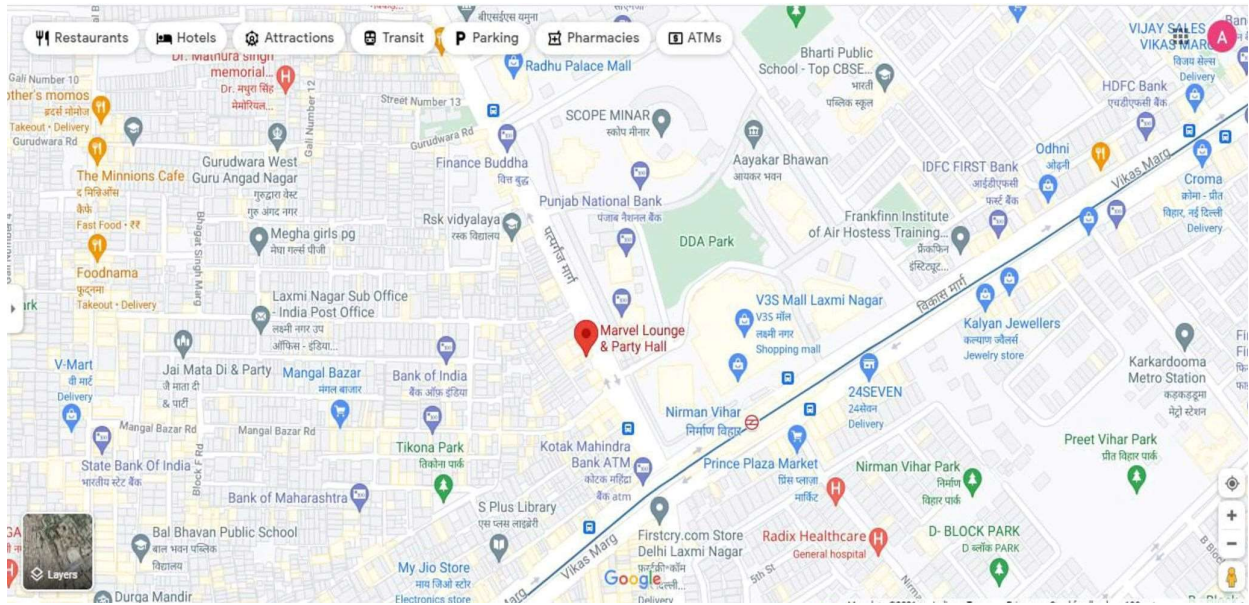 Restaurants
Hotels
Attractions
Transit
Parking
Pharmacies
ATMs
A
बीएसईएस यमुना
Radhu Palace Mall
Bharti Public
School - Top CBSE...
भारती
पब्लिक स्कूल
VIJAY SALES
विजय सेल्स
Delivery
HDFC Bank
एचडीएफसी बैंक
Gali Number 10
Dr. Mathura singh
memorial...
Dr. मथुरा सिंह
मेमोरियल...
Gali Number 12
Street Number 13
other's momos
ब्रदर्स मोमोज
Takeout • Delivery
Gurudwara Rd
Gurudwara Rd
SCOPE MINAR
स्कोप मीनार
Aayakar Bhawan
आयकर भवन
Odhni
ओढ़नी
Vikas Marg
Croma
क्रोमा - प्रीत
विहार, नई दिल्ली
Delivery
IDFC FIRST Bank
आईडीएफसी
फर्स्ट बैंक
The Minnions Cafe
कैफे
Fast Food • ₹₹
Gurudwara West
Guru Angad Nagar
गुरुद्वारा वेस्ट
गुरु अंगद नगर
Finance Buddha
वित्त बुद्ध
Punjab National Bank
पंजाब नैशनल बैंक
Rsk vidyalaya
रस्क विद्यालय
Frankfinn Institute
of Air Hostess Training...
फ्रैंकफिन
इंस्टिट्यूट...
DDA Park
Megha girls pg
मेघा गर्ल्स पीजी
Bhagat Singh Marg
पत्पर्गंज मार्ग
Foodnama
फूदनमा
Takeout • Delivery
विकास मार्ग
Laxmi Nagar Sub Office
- India Post Office
लक्ष्मी नगर उप
ऑफिस - इंडिया...
V3S Mall Laxmi Nagar
V3S मॉल
लक्ष्मी नगर
Shopping mall
Marvel Lounge
& Party Hall
Kalyan Jewellers
कल्याण ज्वैलर्स
Jewelry store
Karkardooma
Metro Station
कड़कड़डूमा
मेट्रो स्टेशन
V-Mart
वी मार्ट
Delivery
Jai Mata Di & Party
जै माता दी
& पार्टी
Mangal Bazar
मंगल बाजार
Bank of India
बैंक ऑफ़ इंडिया
24SEVEN
24सेवन
Delivery
Nirman Vihar
निर्माण विहार
Mangal Bazar Rd
Mangal Bazar Rd
Block F Rd
Tikona Park
तिकोना पार्क
Kotak Mahindra
Bank ATM
कोटक महिंद्रा
बैंक atm
Prince Plaza Market
प्रिंस प्लाज़ा
मार्किट
Nirman Vihar Park
निर्माण
विहार पार्क
Preet Vihar Park
प्रीत विहार पार्क
State Bank Of India
भारतीय स्टेट बैंक
Bank of Maharashtra
S Plus Library
एस प्लस लाइब्रेरी
Bal Bhavan Public School
बाल भवन पब्लिक
विद्यालय
Firstcry.com Store
Delhi Laxmi Nagar
Delivery
Radix Healthcare
General hospital
D- BLOCK PARK
D ब्लॉक PARK
My Jio Store
माय जिओ स्टोर
Electronics store
Vikas Marg
Vikas Marg
5th St
Layers
Google
Durga Mandir